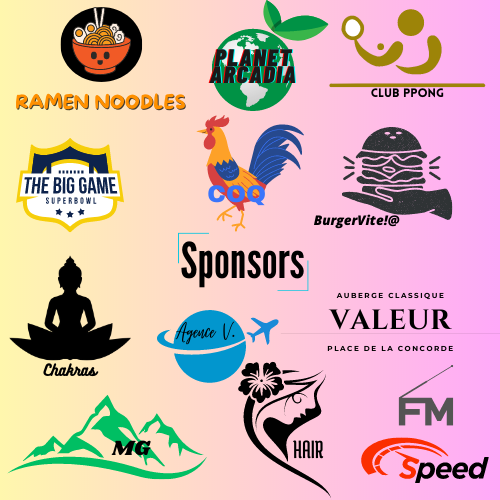 PLANET
ARCADIA
RAMEN NOODLES
CLUB PPONG
THE BIG GAME
SUPERBOWL
COQ
BurgerVite!@
Sponsors
AUBERGE CLASSIQUE
VALEUR
PLACE DE LA CONCORDE
Agence V.
Chakras
MG
HAIR
FM
Speed